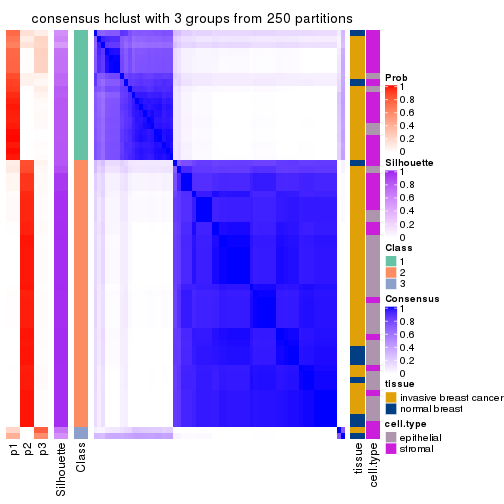 consensus hclust with 3 groups from 250 partitions
Prob
1
0.8
0.6
0.4
0.2
0
Silhouette
1
0.8
0.6
0.4
0.2
0
Class
1
2
3
Consensus
1
0.8
0.6
0.4
0.2
0
tissue
invasive breast cancer
normal breast
cell.type
epithelial
stromal
p1
p2
p3
Silhouette
Class
tissue
cell.type